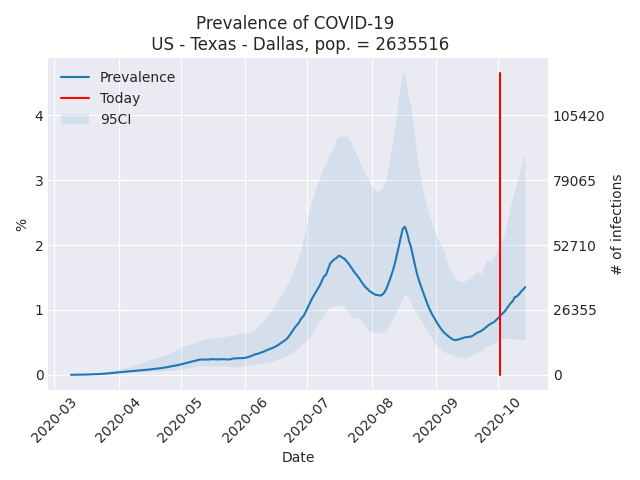 Prevalence of COVID-19
US - Texas - Dallas, pop. = 2635516
Prevalence
Today
95CI
4
3
2
1
0
%
105420
79065
52710
26355
0
# of infections
2020-03
2020-04
2020-05
2020-06
2020-07
2020-08
2020-09
2020-10
Date